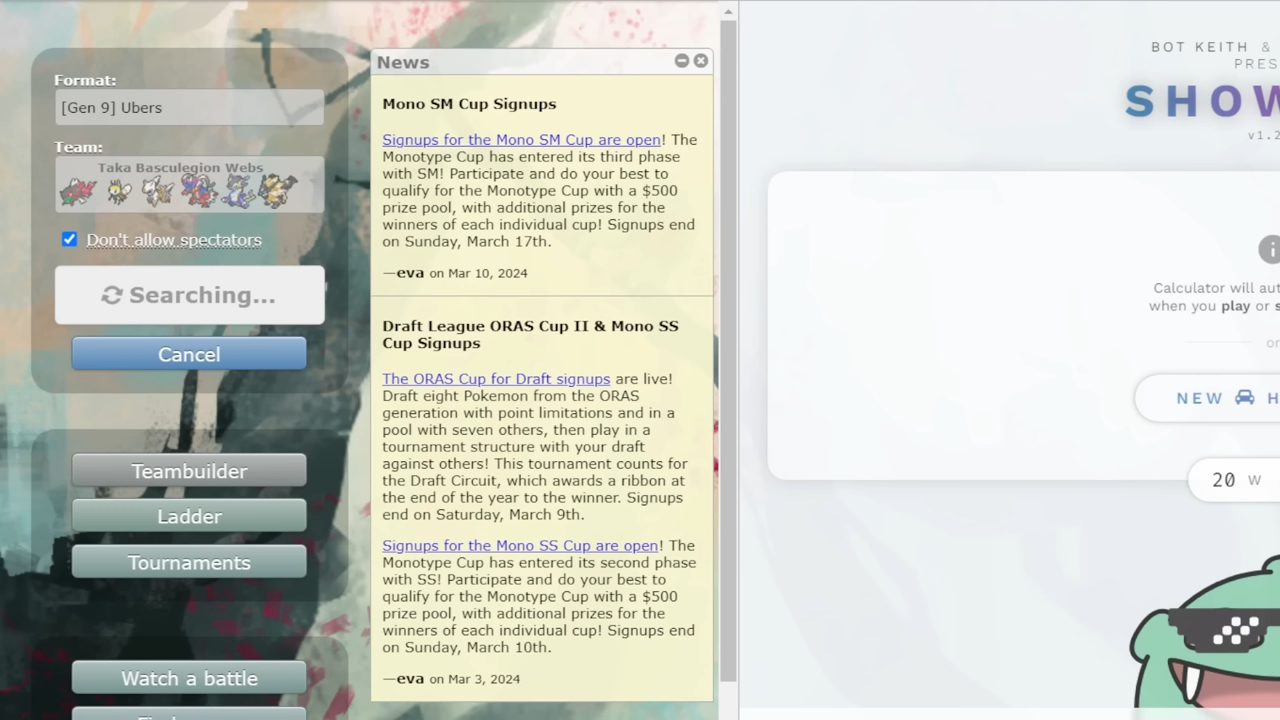 Format:
[Gen 9] Ubers
Team:
Taka Basculegion Webs
Don't allow spectators
Searching...
Cancel
Teambuilder
Ladder
Tournaments
Watch a battle
News
Mono SM Cup Signups
Signups for the Mono SM Cup are open! The
Monotype Cup has entered its third phase
with SM! Participate and do your best to
qualify for the Monotype Cup with a $500
prize pool, with additional prizes for the
winners of each individual cup! Signups end
on Sunday, March 17th.
—eva on Mar 10, 2024
Draft League ORAS Cup II & Mono SS
Cup Signups
The ORAS Cup for Draft signups are live!
Draft eight Pokemon from the ORAS
generation with point limitations and in a
pool with seven others, then play in a
tournament structure with your draft
against others! This tournament counts for
the Draft Circuit, which awards a ribbon at
the end of the year to the winner. Signups
end on Saturday, March 9th.
Signups for the Mono SS Cup are open! The
Monotype Cup has entered its second phase
with SS! Participate and do your best to
qualify for the Monotype Cup with a $500
prize pool, with additional prizes for the
winners of each individual cup! Signups end
on Sunday, March 10th.
—eva on Mar 3, 2024
BOT KEITH &
PRES
SHOW
v1.2
Calculator will aut
when you play or s
or
NEW H
20 W